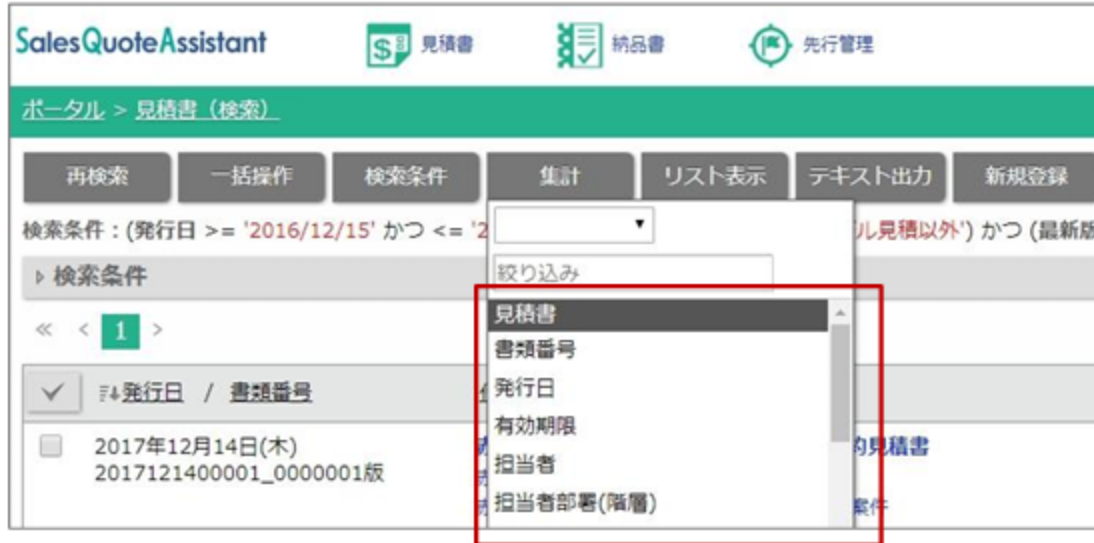 SalesQuoteAssistant
見積書
納品書
先行管理
ポータル > 見積書（検索）
再検索
一括操作
検索条件
集計
リスト表示
テキスト出力
新規登録
検索条件：(発行日 >= '2016/12/15' かつ <= '2
ル見積以外') かつ (最新版
検索条件
絞り込み
見積書
書類番号
発行日
有効期限
担当者
担当者部署(階層)
« < 1 >
発行日 / 書類番号
2017年12月14日(木)
2017121400001_0000001版
的見積書
案件